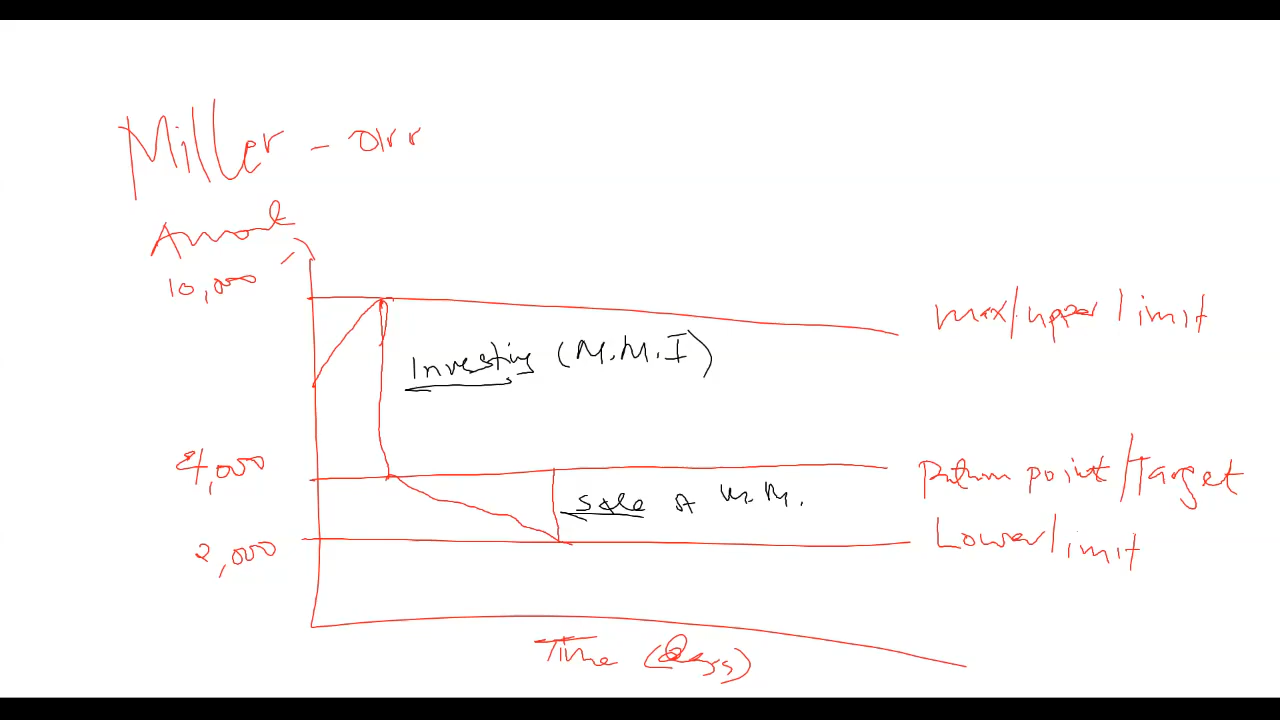 Miller - Orr
Amount
10,000
max/upper limit
Investing (M.M.I)
4,000
Return point/Target
Sale of M.M.
2,000
Lower limit
Time (Days)